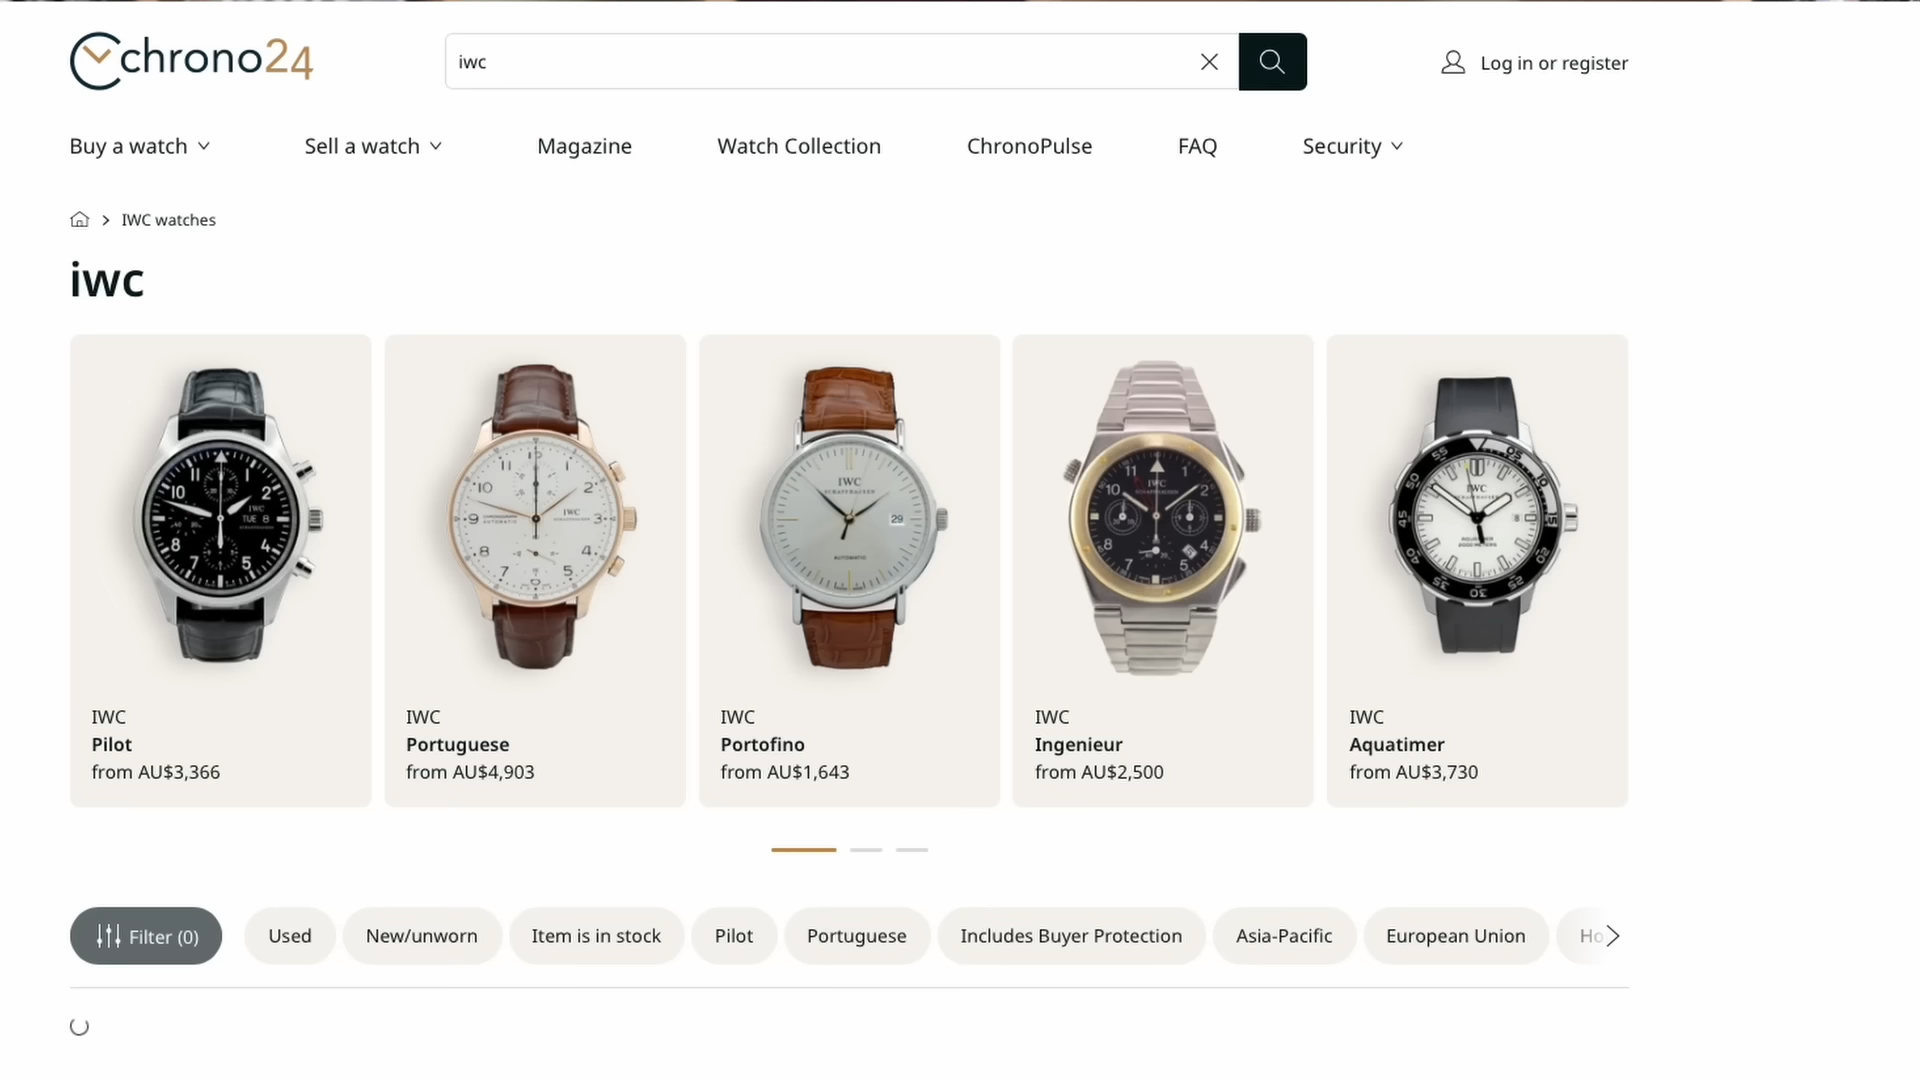 chrono24
iwc
Log in or register
Buy a watch
Sell a watch
Magazine
Watch Collection
ChronoPulse
FAQ
Security
IWC watches
iwc
IWC
Pilot
from AU$3,366
IWC
Portuguese
from AU$4,903
IWC
Portofino
from AU$1,643
IWC
Ingenieur
from AU$2,500
IWC
Aquatimer
from AU$3,730
Filter (0)
Used
New/unworn
Item is in stock
Pilot
Portuguese
Includes Buyer Protection
Asia-Pacific
European Union